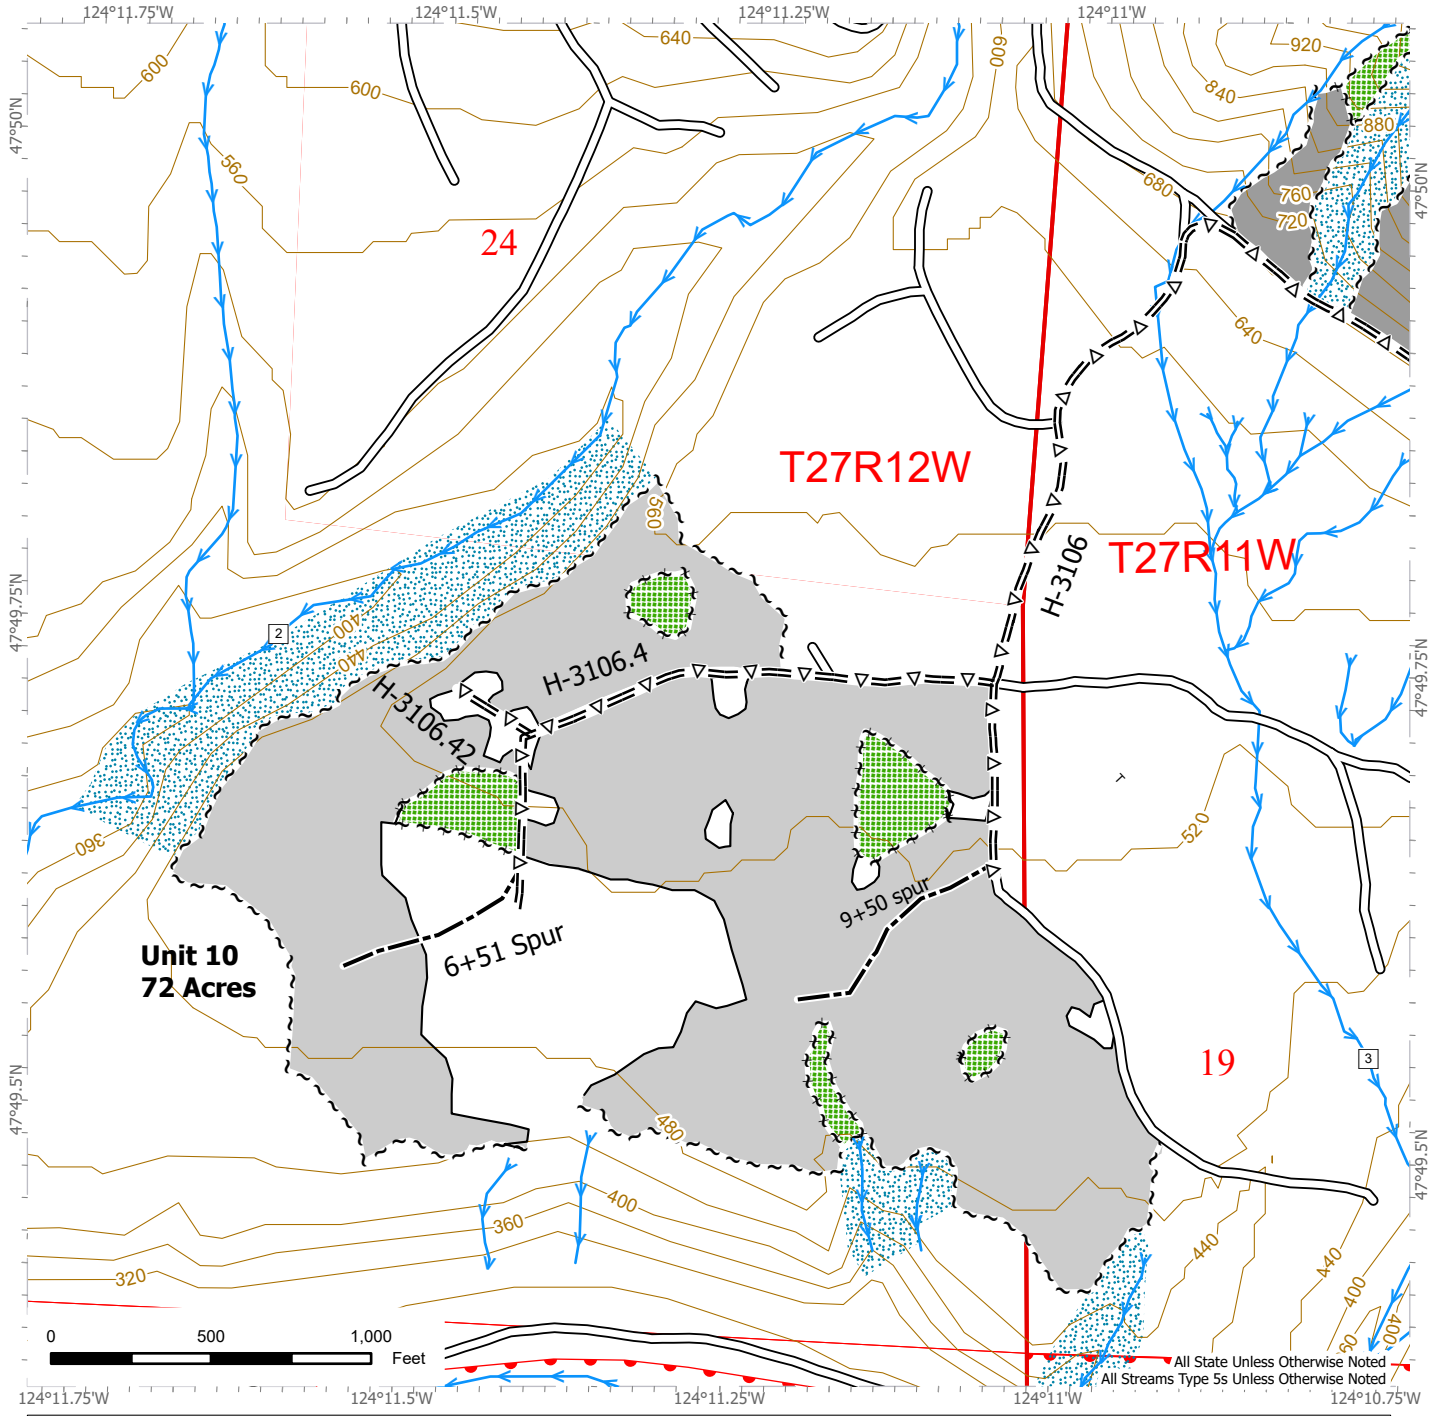 124°11.75'W
124°11.5'W
124°11.25'W
124°11'W
640
600
600
600
920
840
880
47°50'N
560
680
760
720
47°50'N
24
640
T27R12W
560
T27R11W
H-3106
47°49.75'N
400
2
440
H-3106.4
47°49.75'N
H-3106.42
T
360
520
9+50 spur
6+51 Spur
Unit 10
72 Acres
19
3
47°49.5'N
480
47°49.5'N
400
360
440
440
320
400
400
60
0
500
1,000
Feet
All State Unless Otherwise Noted
All Streams Type 5s Unless Otherwise Noted
124°11.75'W
124°11.5'W
124°11.25'W
124°11'W
124°10.75'W